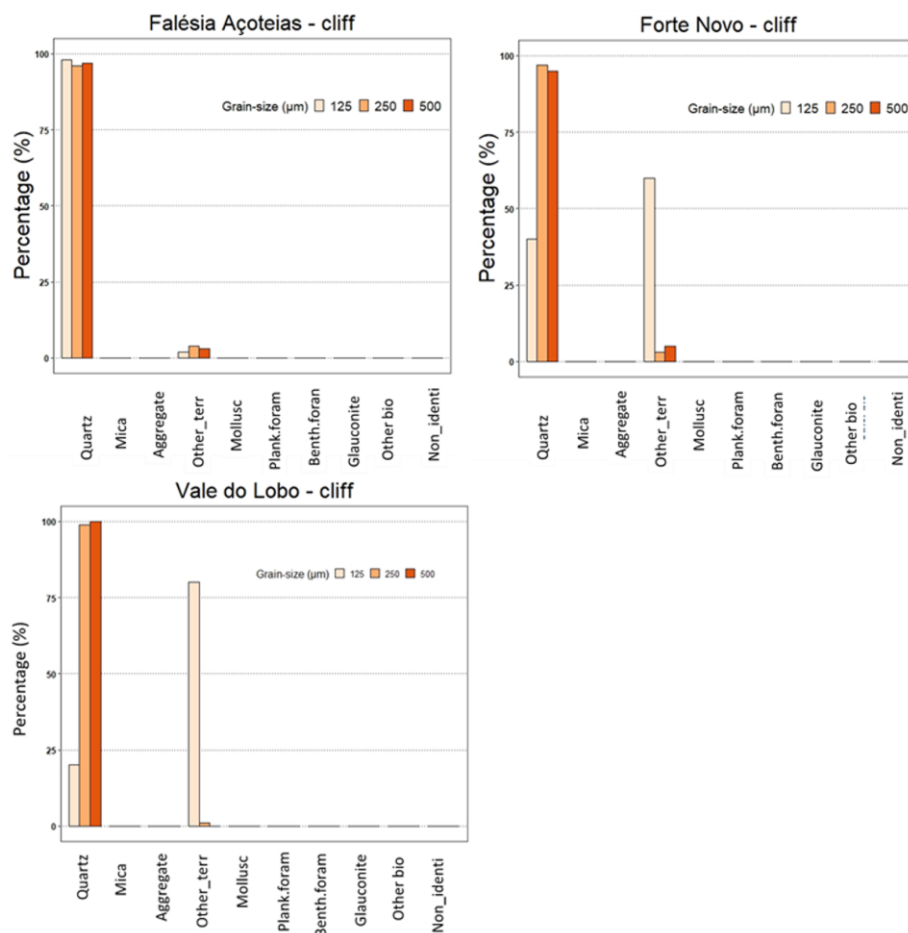 Falésia Açoteias - cliff
Percentage (%)
100
75
50
25
0
Grain-size (µm) 125 250 500
Quartz
Mica
Aggregate
Other_terr
Mollusc
Plank.foram
Benth.foran
Glauconite
Other bio
Non_identi
Forte Novo - cliff
Percentage (%)
100
75
50
25
0
Grain-size (µm) 125 250 500
Quartz
Mica
Aggregate
Other_terr
Mollusc
Plank.foram
Benth.foran
Glauconite
Other bio
Non_identi
Vale do Lobo - cliff
Percentage (%)
100
75
50
25
0
Grain-size (µm) 125 250 500
Quartz
Mica
Aggregate
Other_terr
Mollusc
Plank.foram
Benth.foram
Glauconite
Other bio
Non_identi